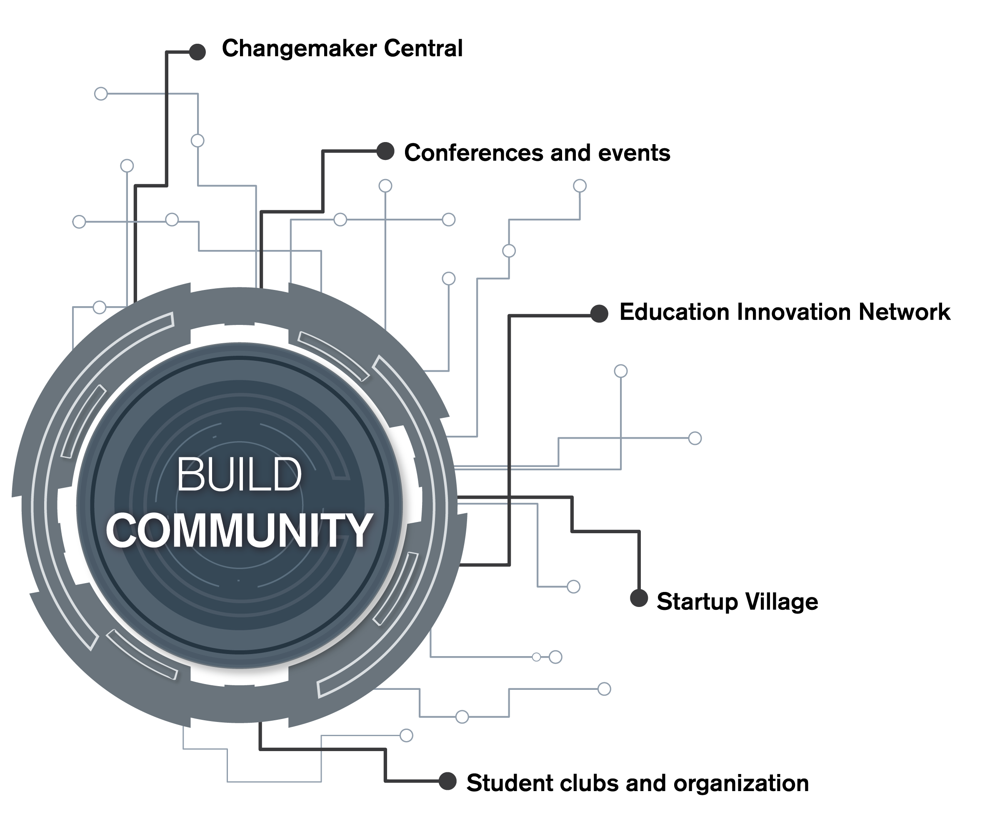 Changemaker Central
Conferences and events
Education Innovation Network
BUILD
COMMUNITY
Startup Village
Student clubs and organization